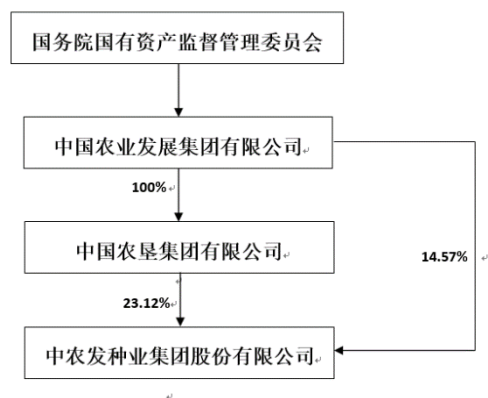 国务院国有资产监督管理委员会
中国农业发展集团有限公司
100%
中国农垦集团有限公司
14.57%
23.12%
中农发种业集团股份有限公司